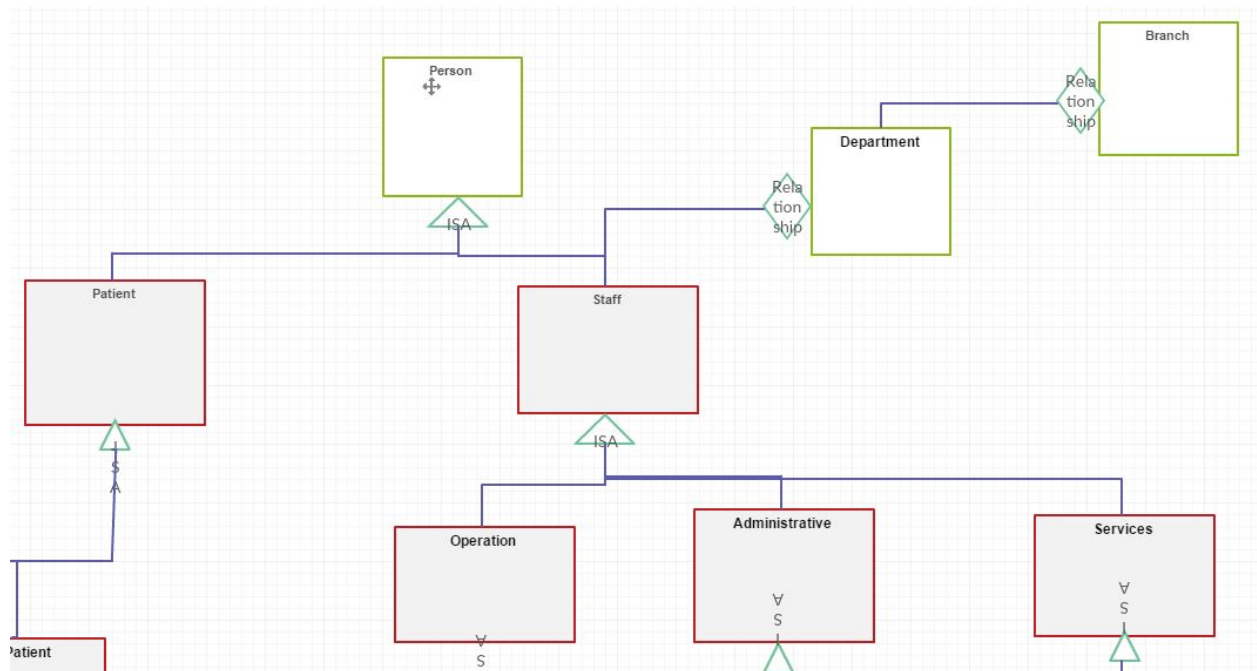 Branch
Person
Rela
tion
ship
Department
Rela
tion
ship
ISA
Patient
Staff
ISA
I
S
A
Administrative
Services
Operation
A
S
I
A
S
I
A
S
Patient